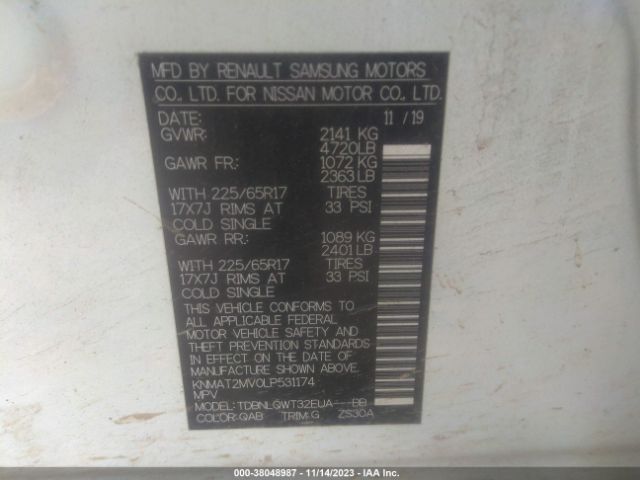 MFD BY RENAULT SAMSUNG MOTORS
CO., LTD. FOR NISSAN MOTOR CO., LTD.
DATE: 11 / 19
GVWR: 2141 KG
4720LB
GAWR FR: 1072 KG
2363 LB
WITH 225/65R17 TIRES
17X7J RIMS AT 33 PSI
COLD SINGLE
GAWR RR: 1089 KG
2401 LB
WITH 225/65R17 TIRES
17X7J RIMS AT 33 PSI
COLD SINGLE
THIS VEHICLE CONFORMS TO
ALL APPLICABLE FEDERAL
MOTOR VEHICLE SAFETY AND
THEFT PREVENTION STANDARDS
IN EFFECT ON THE DATE OF
MANUFACTURE SHOWN ABOVE.
KNMAT2MV0LP531174
MPV
MODEL: TDBNLGWT32EUA---BB
COLOR: QAB TRIM: G ZS30A
000-38048987 - 11/14/2023 - IAA Inc.